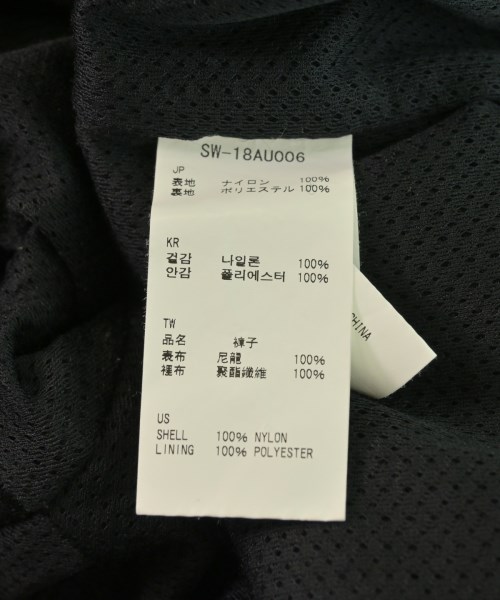 SW-18AU006
JP
表地 ナイロン 100%
裏地 ポリエステル 100%
KR
겉감 나일론 100%
안감 폴리에스터 100%
TW
品名 褲子
表布 尼龍 100%
裡布 聚酯纖維 100%
US
SHELL 100% NYLON
LINING 100% POLYESTER
CHINA